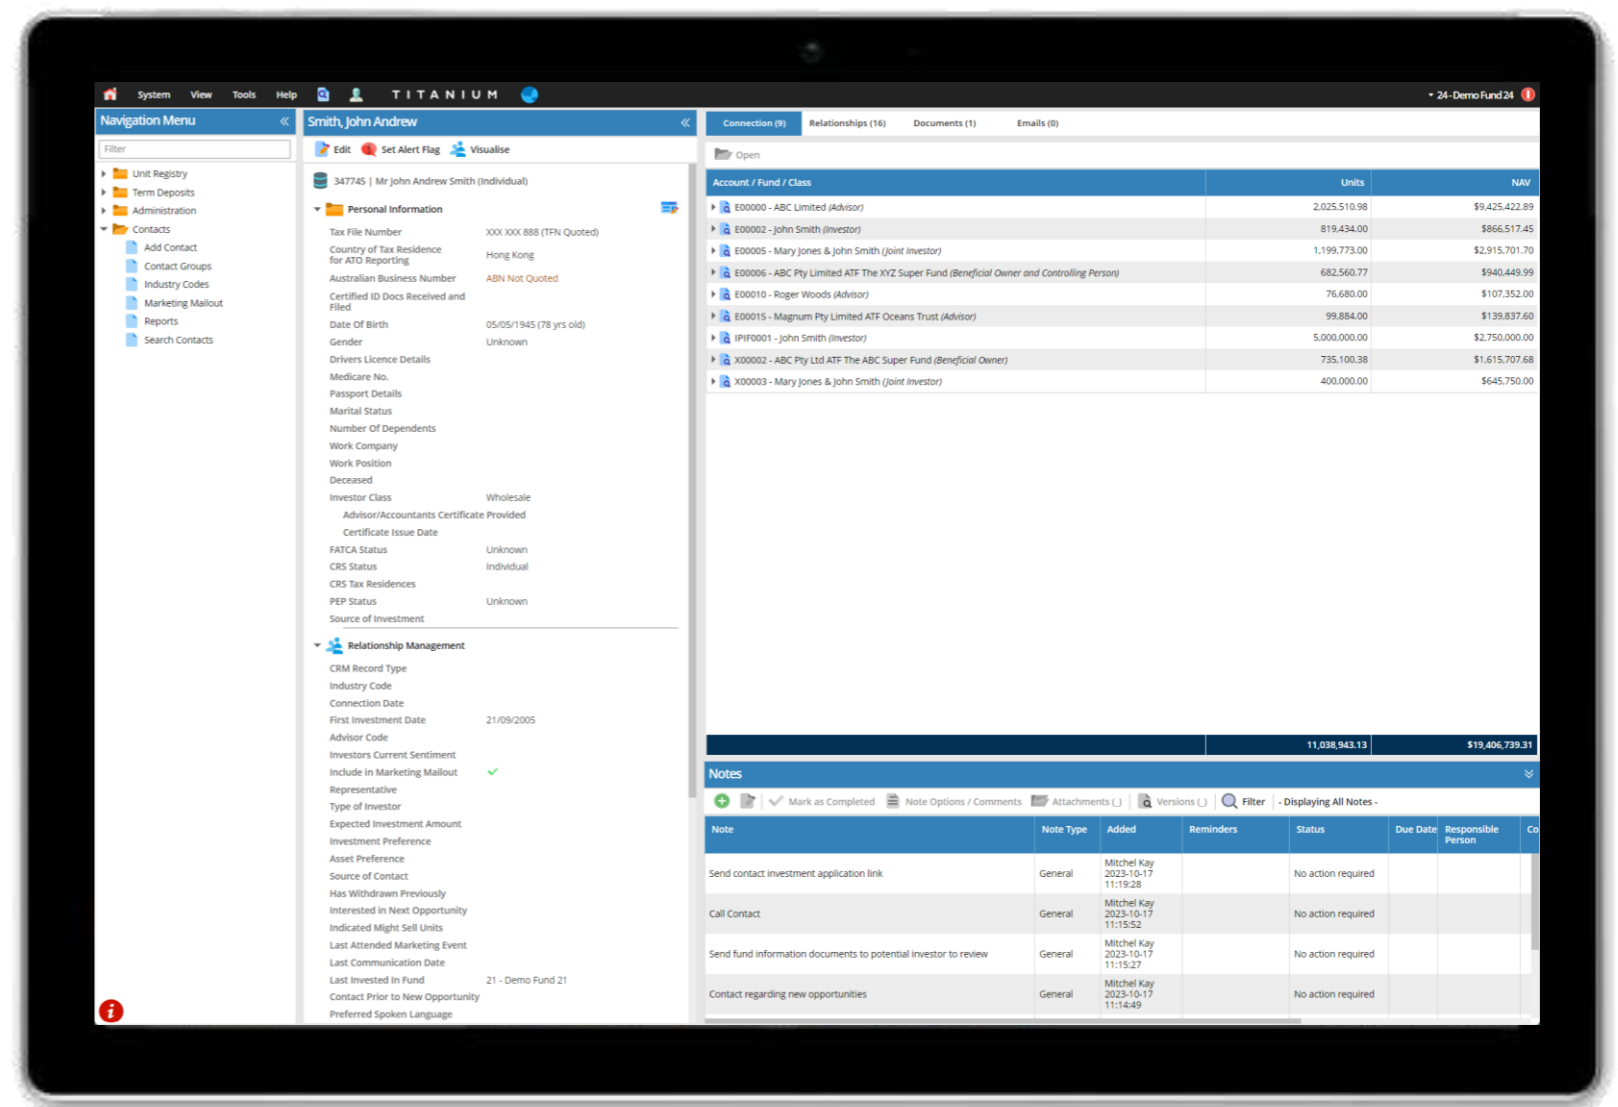 System View Tools Help TITANIUM 24 - Demo Fund 24
Navigation Menu
Filter
Unit Registry
Term Deposits
Administration
Contacts
Add Contact
Contact Groups
Industry Codes
Marketing Mailout
Reports
Search Contacts
Smith, John Andrew
Edit Set Alert Flag Visualise
347745 | Mr John Andrew Smith (Individual)
Personal Information
Tax File Number XXX XXX 888 (TFN Quoted)
Country of Tax Residence
for ATO Reporting Hong Kong
Australian Business Number ABN Not Quoted
Certified ID Docs Received and
Filed
Date Of Birth 05/05/1945 (78 yrs old)
Gender Unknown
Drivers Licence Details
Medicare No.
Passport Details
Marital Status
Number Of Dependents
Work Company
Work Position
Deceased
Investor Class Wholesale
Advisor/Accountants Certificate Provided
Certificate Issue Date
FATCA Status Unknown
CRS Status Individual
CRS Tax Residences
PEP Status Unknown
Source of Investment
Relationship Management
CRM Record Type
Industry Code
Connection Date
First Investment Date 21/09/2005
Advisor Code
Investors Current Sentiment
Include in Marketing Mailout
Representative
Type of Investor
Expected Investment Amount
Investment Preference
Asset Preference
Source of Contact
Has Withdrawn Previously
Interested in Next Opportunity
Indicated Might Sell Units
Last Attended Marketing Event
Last Communication Date
Last Invested In Fund 21 - Demo Fund 21
Contact Prior to New Opportunity
Preferred Spoken Language
Connection (9) Relationships (16) Documents (1) Emails (0)
Open
Account / Fund / Class Units NAV
E00000 - ABC Limited (Advisor) 2,025,510.98 $9,425,422.89
E00002 - John Smith (Investor) 819,434.00 $866,517.45
E00005 - Mary Jones & John Smith (Joint Investor) 1,199,773.00 $2,915,701.70
E00006 - ABC Pty Limited ATF The XYZ Super Fund (Beneficial Owner and Controlling Person) 682,560.77 $940,449.99
E00010 - Roger Woods (Advisor) 76,680.00 $107,352.00
E00015 - Magnum Pty Limited ATF Oceans Trust (Advisor) 99,884.00 $139,837.60
IPIF0001 - John Smith (Investor) 5,000,000.00 $2,750,000.00
X00002 - ABC Pty Ltd ATF The ABC Super Fund (Beneficial Owner) 735,100.38 $1,615,707.68
X00003 - Mary Jones & John Smith (Joint Investor) 400,000.00 $645,750.00
11,038,943.13 $19,406,739.31
Notes
Mark as Completed Note Options / Comments Attachments (_) Versions (_) Filter - Displaying All Notes -
Note Note Type Added Reminders Status Due Date Responsible Co
Person
Mitchel Kay
Send contact investment application link General 2023-10-17 No action required
11:19:28
Mitchel Kay
Call Contact General 2023-10-17 No action required
11:15:52
Mitchel Kay
Send fund information documents to potential investor to review General 2023-10-17 No action required
11:15:27
Mitchel Kay
Contact regarding new opportunities General 2023-10-17 No action required
11:14:49